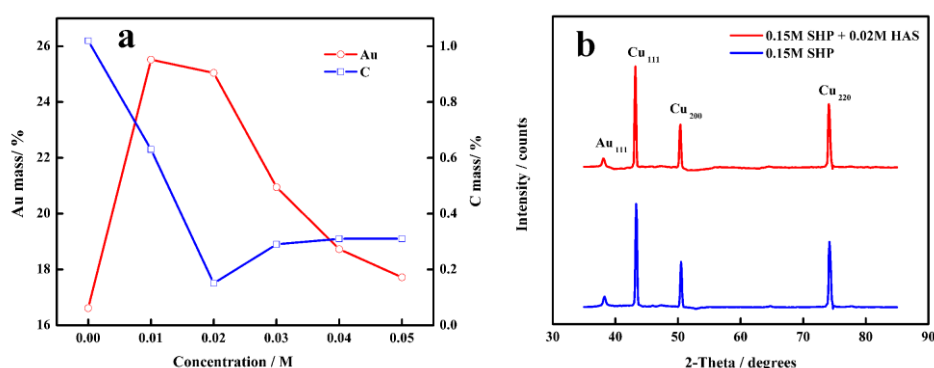 a
Au
C
26
24
22
20
18
16
Au mass/ %
1.0
0.8
0.6
0.4
0.2
0.0
C mass/ %
0.00 0.01 0.02 0.03 0.04 0.05
Concentration / M
b
0.15M SHP + 0.02M HAS
0.15M SHP
Cu111
Cu200
Cu220
Au111
Intensity / counts
30 40 50 60 70 80 90
2-Theta / degrees